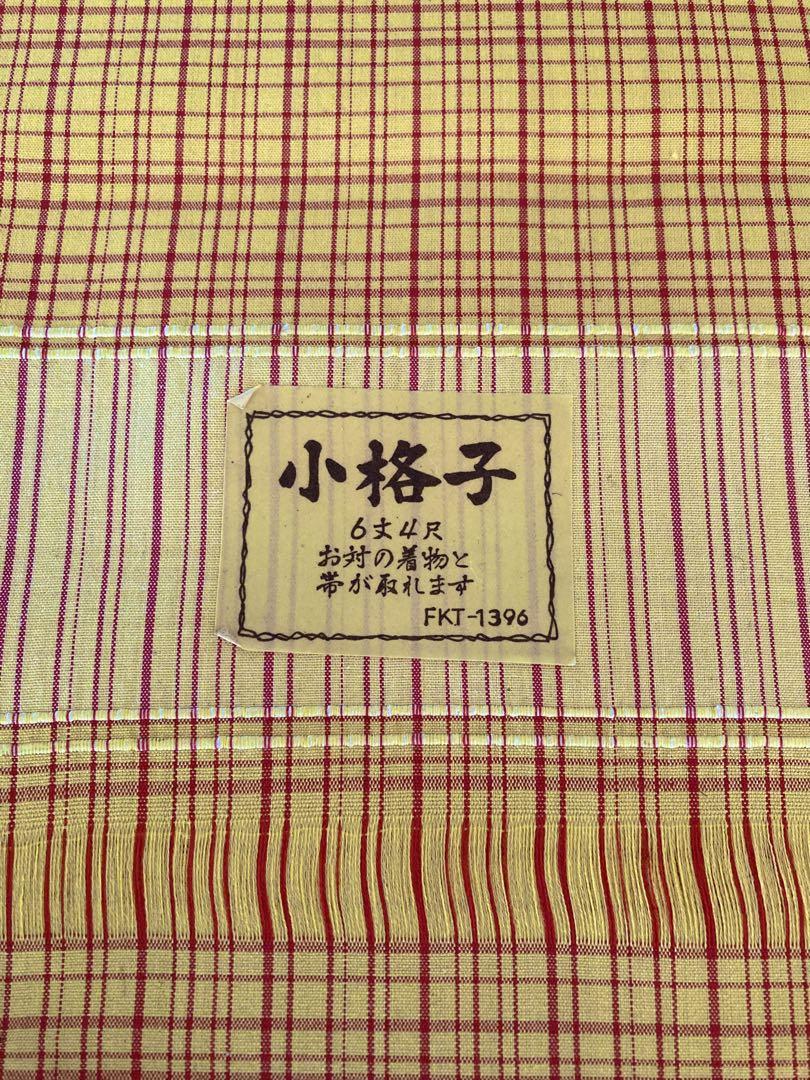 小格子
6丈4尺
お対の着物と
帯が取れます
FKT-1396